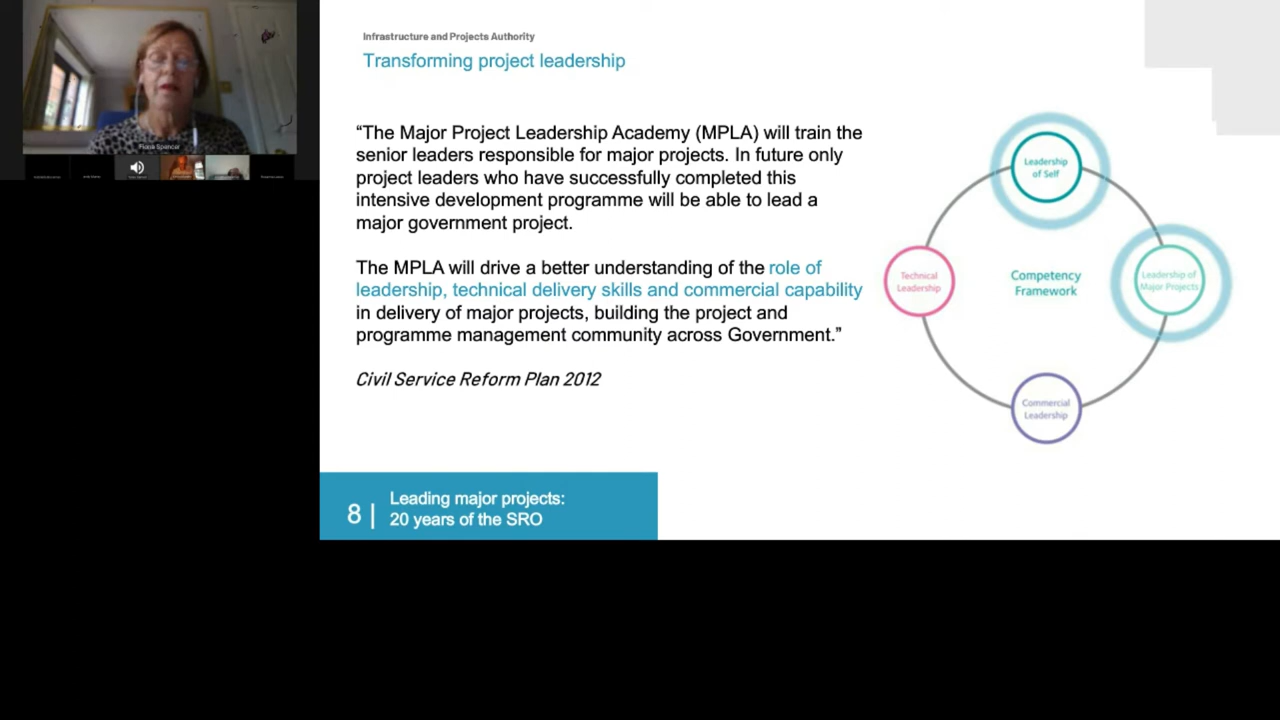 Fiona Spencer
Infrastructure and Projects Authority
Transforming project leadership
“The Major Project Leadership Academy (MPLA) will train the
senior leaders responsible for major projects. In future only
project leaders who have successfully completed this
intensive development programme will be able to lead a
major government project.
The MPLA will drive a better understanding of the role of
leadership, technical delivery skills and commercial capability
in delivery of major projects, building the project and
programme management community across Government.”
Civil Service Reform Plan 2012
Leadership
of Self
Technical
Leadership
Competency
Framework
Leadership of
Major Projects
Commercial
Leadership
8 |
Leading major projects:
20 years of the SRO